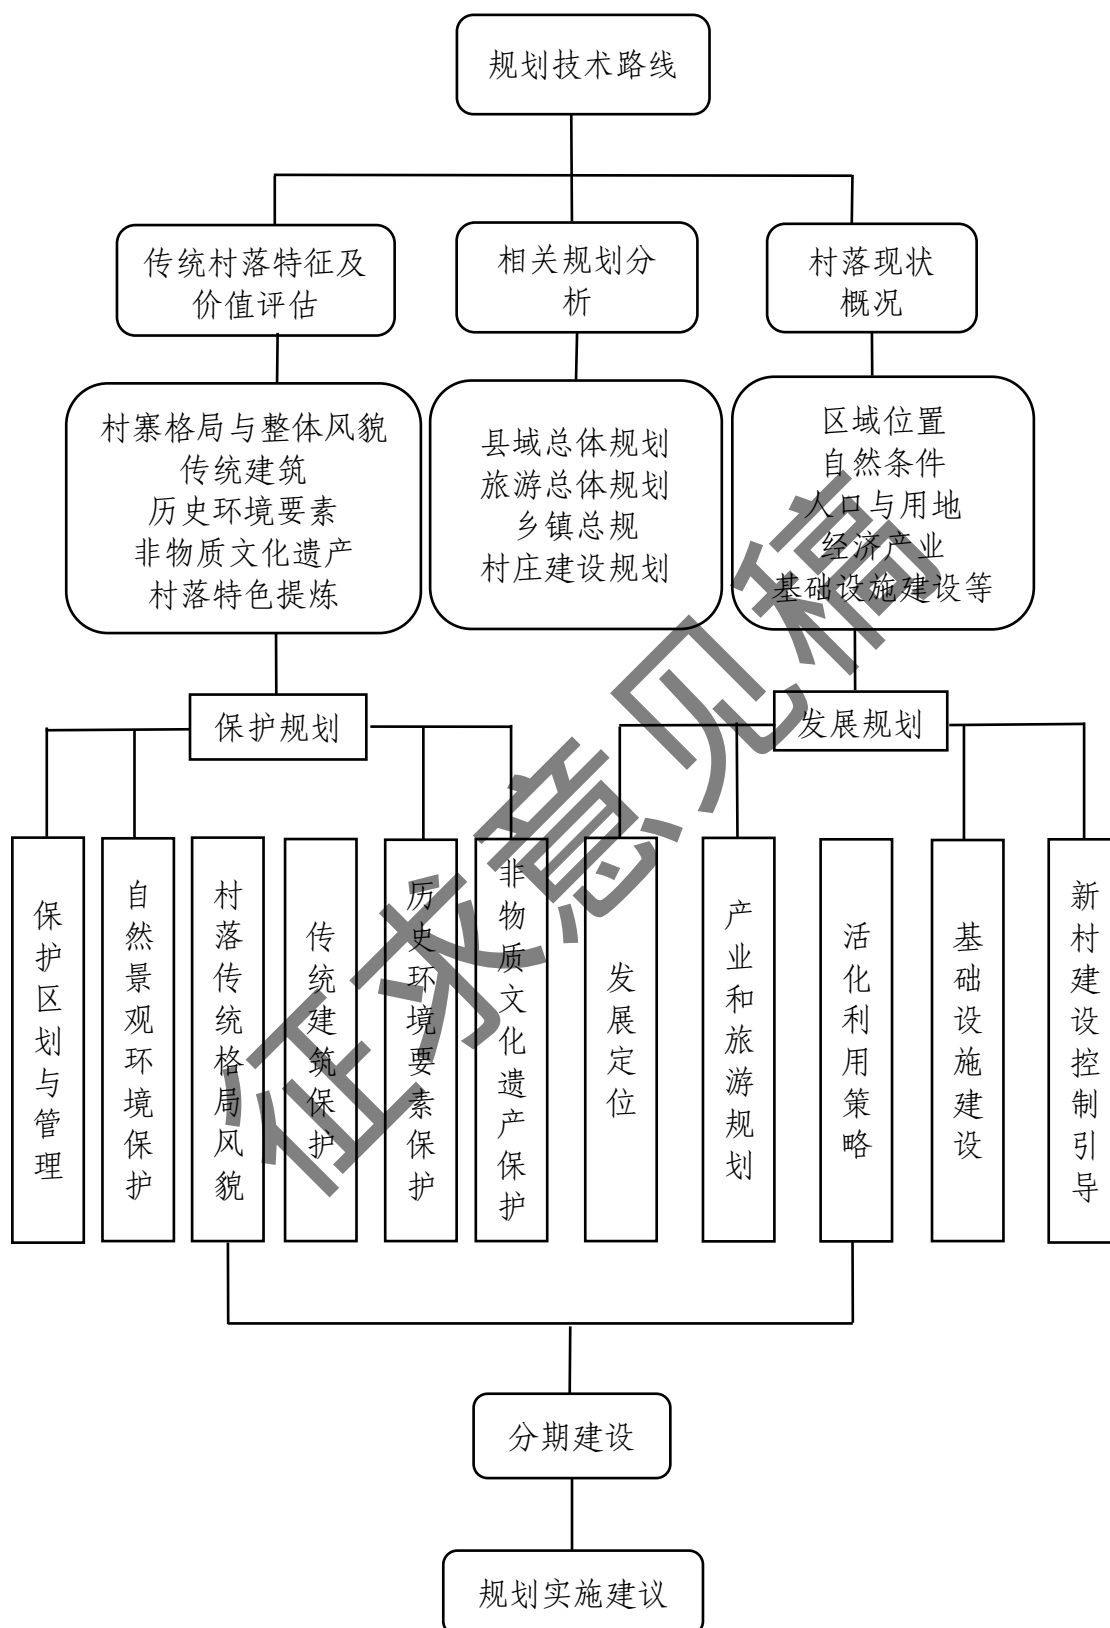 规划技术路线
传统村落特征及
价值评估
相关规划分
析
村落现状
概况
村寨格局与整体风貌
传统建筑
历史环境要素
非物质文化遗产
村落特色提炼
县域总体规划
旅游总体规划
乡镇总规
村庄建设规划
区域位置
自然条件
人口与用地
经济产业
基础设施建设等
保护规划
发展规划
保护区划与管理
自然景观环境保护
村落传统格局风貌
传统建筑保护
历史环境要素保护
非物质文化遗产保护
发展定位
产业和旅游规划
活化利用策略
基础设施建设
新村建设控制引导
分期建设
规划实施建议
征求意见稿